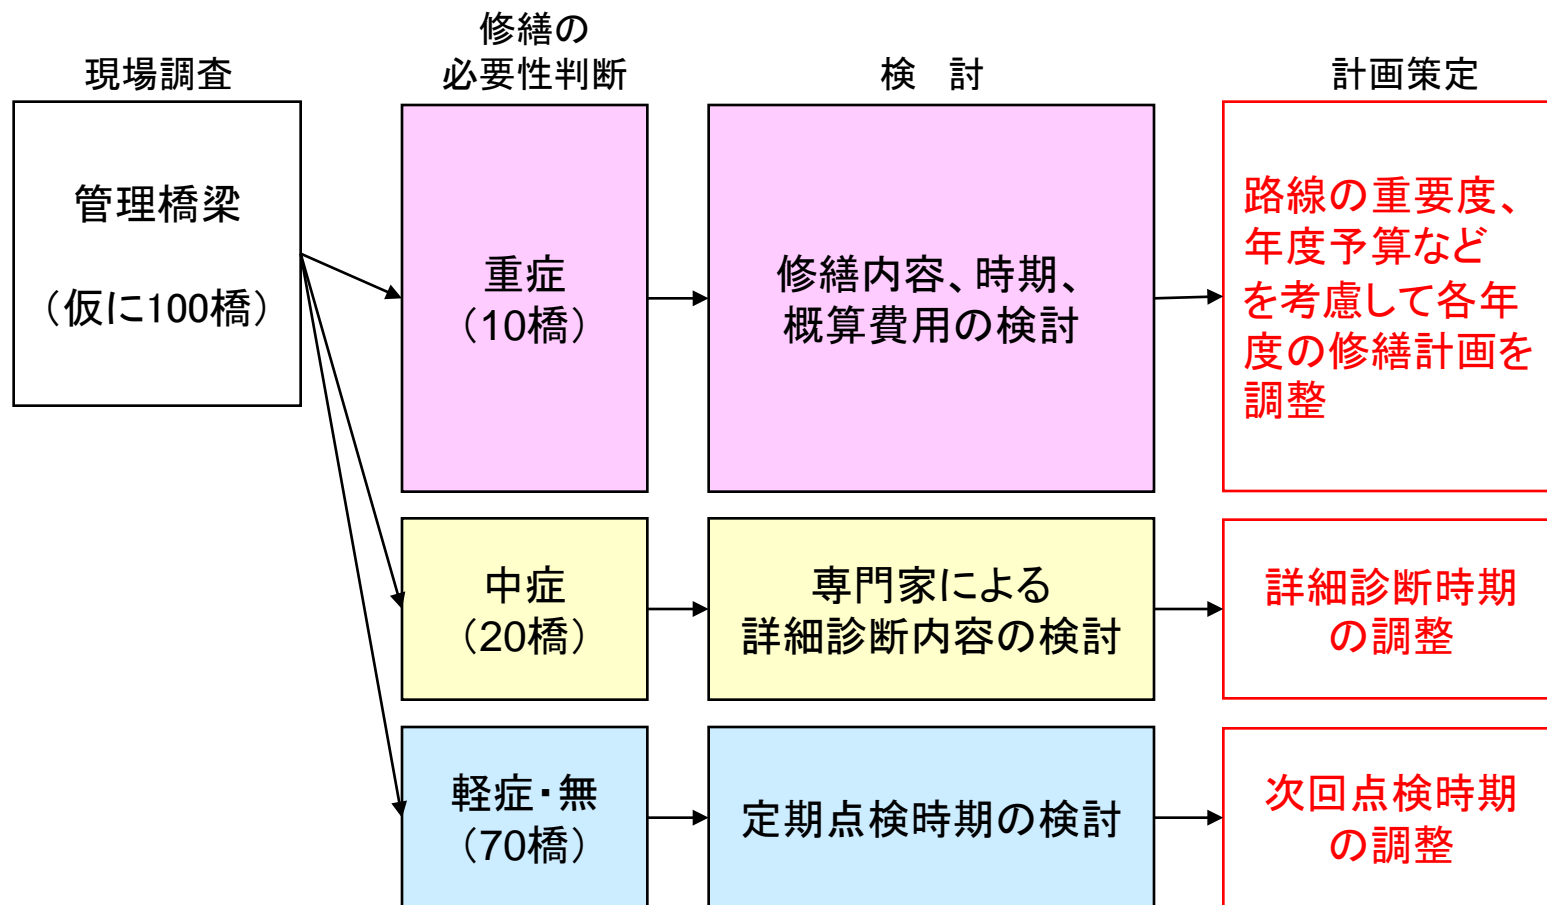 現場調査
修繕の
必要性判断
検　討
計画策定
管理橋梁
（仮に100橋）
重症
（10橋）
修繕内容、時期、
概算費用の検討
路線の重要度、
年度予算など
を考慮して各年
度の修繕計画を
調整
中症
（20橋）
専門家による
詳細診断内容の検討
詳細診断時期
の調整
軽症・無
（70橋）
定期点検時期の検討
次回点検時期
の調整